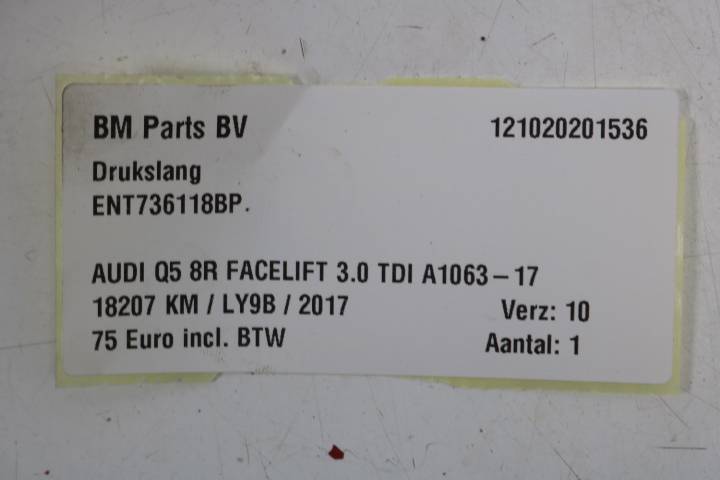 BM Parts BV 121020201536
Drukslang
ENT736118BP.
AUDI Q5 8R FACELIFT 3.0 TDI A1063-17
18207 KM / LY9B / 2017 Verz: 10
75 Euro incl. BTW Aantal: 1